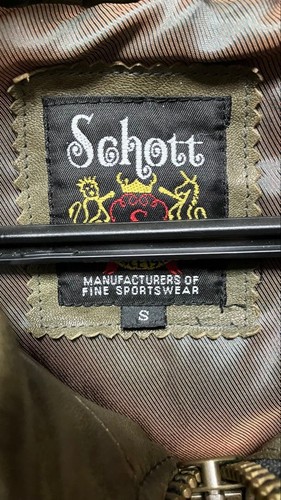 Schott
S
MANUFACTURERS OF
FINE SPORTSWEAR
S